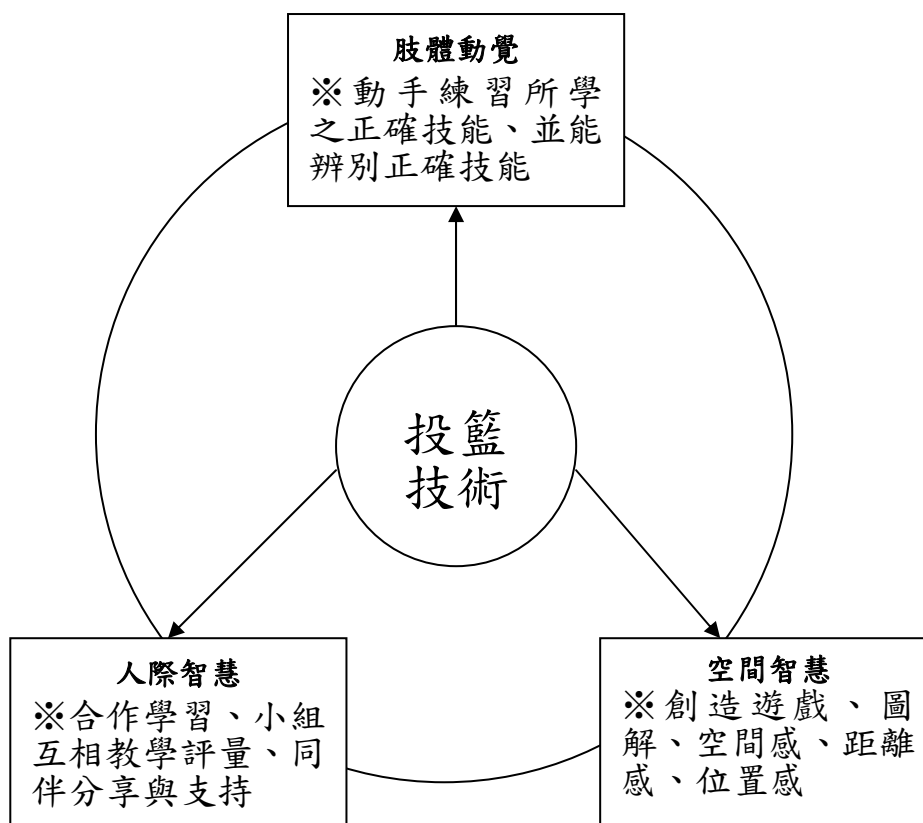 肢體動覺
※動手練習所學
之正確技能、並能
辨別正確技能
投籃
技術
人際智慧
※合作學習、小組
互相教學評量、同
伴分享與支持
空間智慧
※創造遊戲、圖
解、空間感、距離
感、位置感